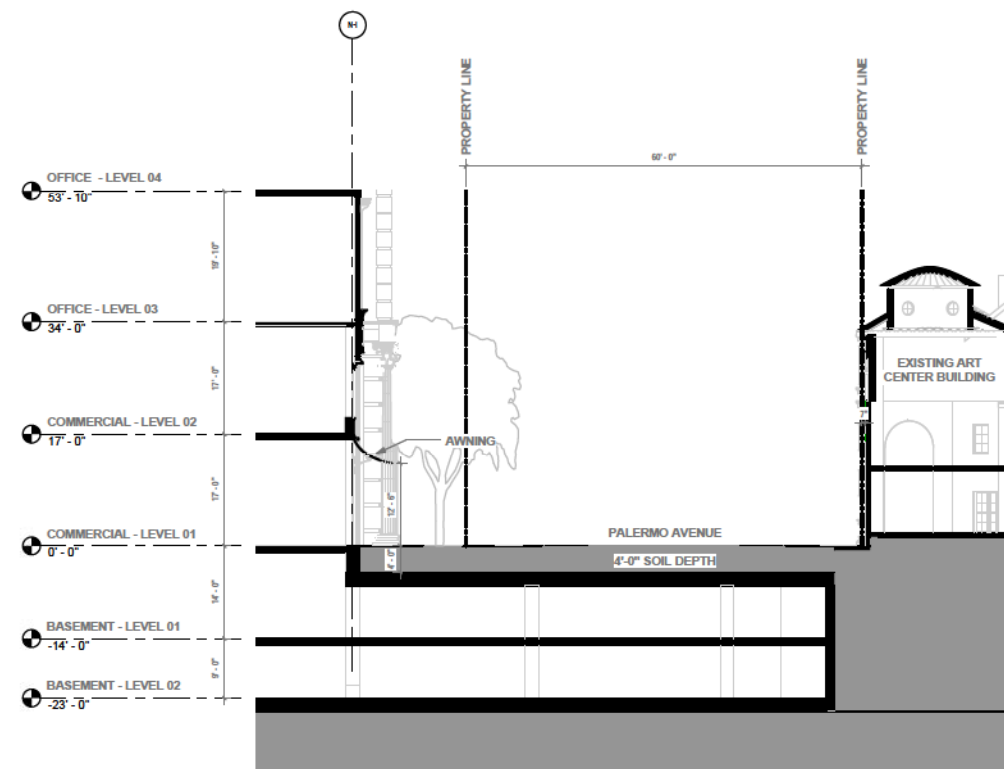 N-I
PROPERTY LINE
PROPERTY LINE
60' - 0"
OFFICE - LEVEL 04
53' - 10"
19' - 10"
OFFICE - LEVEL 03
34' - 0"
17' - 0"
EXISTING ART
CENTER BUILDING
COMMERCIAL - LEVEL 02
17' - 0"
AWNING
17' - 0"
12' - 6"
COMMERCIAL - LEVEL 01
0' - 0"
PALERMO AVENUE
4' - 0"
4'-0" SOIL DEPTH
14' - 0"
BASEMENT - LEVEL 01
-14' - 0"
9' - 0"
BASEMENT - LEVEL 02
-23' - 0"